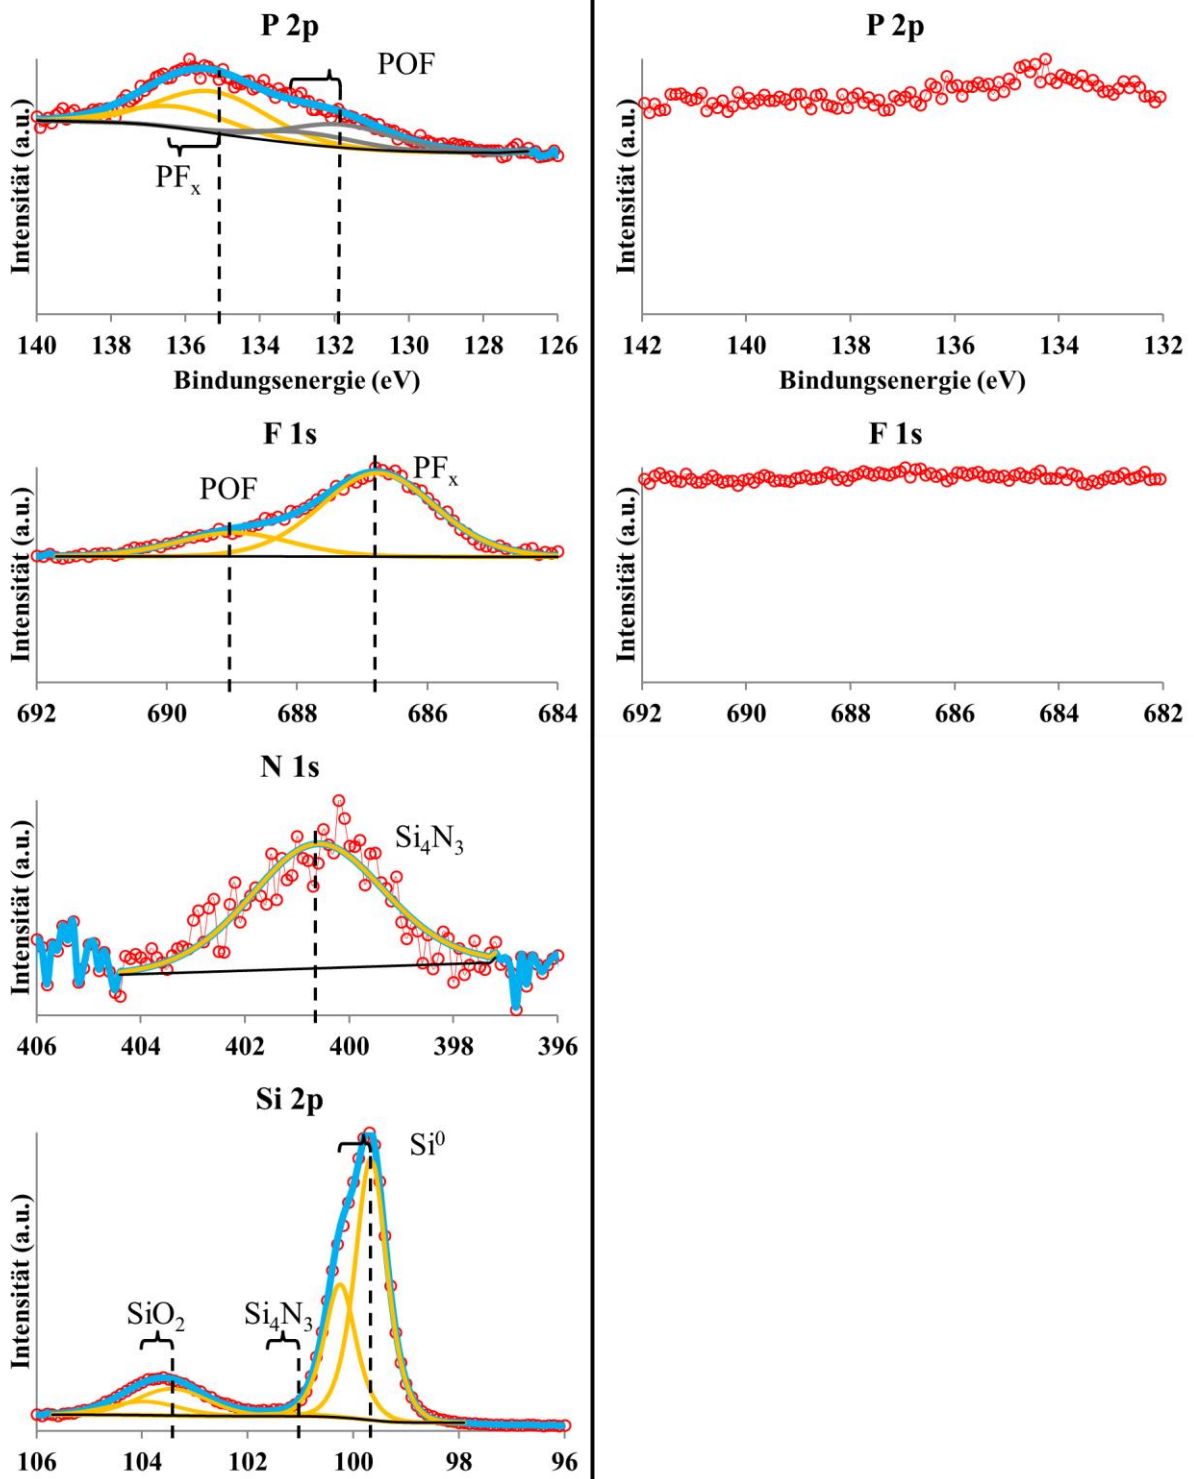 P 2p
POF
PFx
Intensität (a.u.)
140 138 136 134 132 130 128 126
Bindungsenergie (eV)
F 1s
POF
PFx
Intensität (a.u.)
692 690 688 686 684
N 1s
Si4N3
Intensität (a.u.)
406 404 402 400 398 396
Si 2p
Si0
SiO2
Si4N3
Intensität (a.u.)
106 104 102 100 98 96
P 2p
Intensität (a.u.)
142 140 138 136 134 132
Bindungsenergie (eV)
F 1s
Intensität (a.u.)
692 690 688 686 684 682